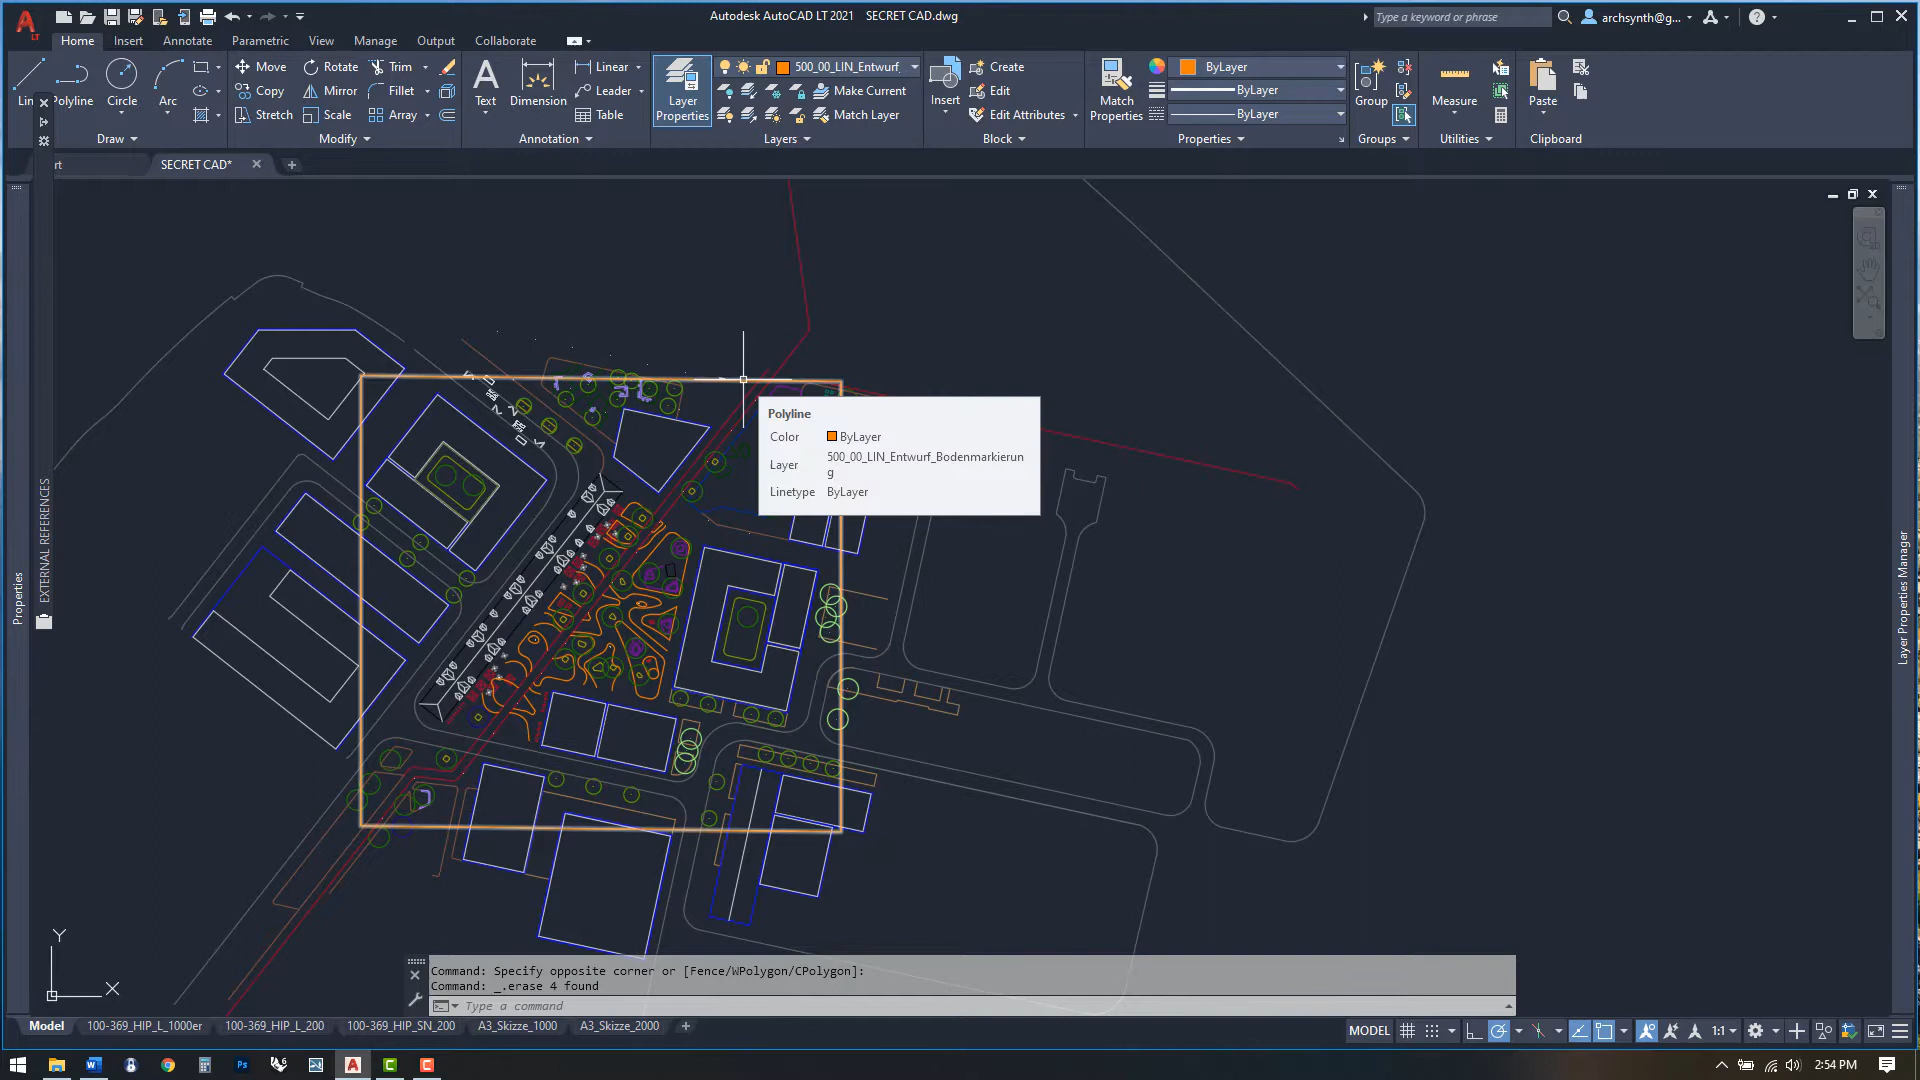 Autodesk AutoCAD LT 2021 SECRET CAD.dwg
Type a keyword or phrase
archsynth@g...
LT
Home
Insert
Annotate
Parametric
View
Manage
Output
Collaborate
Polyline
Circle
Arc
Draw
Move
Rotate
Trim
Copy
Mirror
Fillet
Stretch
Scale
Array
Modify
Text
Dimension
Linear
Leader
Table
Annotation
Layer
Properties
500_00_LIN_Entwurf_
Make Current
Match Layer
Layers
Insert
Create
Edit
Edit Attributes
Block
Match
Properties
ByLayer
ByLayer
ByLayer
Properties
Group
Groups
Measure
Utilities
Paste
Clipboard
SECRET CAD*
Polyline
Color ByLayer
Layer 500_00_LIN_Entwurf_Bodenmarkierun
g
Linetype ByLayer
Properties
EXTERNAL REFERENCES
Layer Properties Manager
Y
X
Command: Specify opposite corner or [Fence/WPolygon/CPolygon]:
Command: _.erase 4 found
Type a command
Model
100-369_HIP_L_1000er
100-369_HIP_L_200
100-369_HIP_SN_200
A3_Skizze_1000
A3_Skizze_2000
MODEL
1:1
2:54 PM